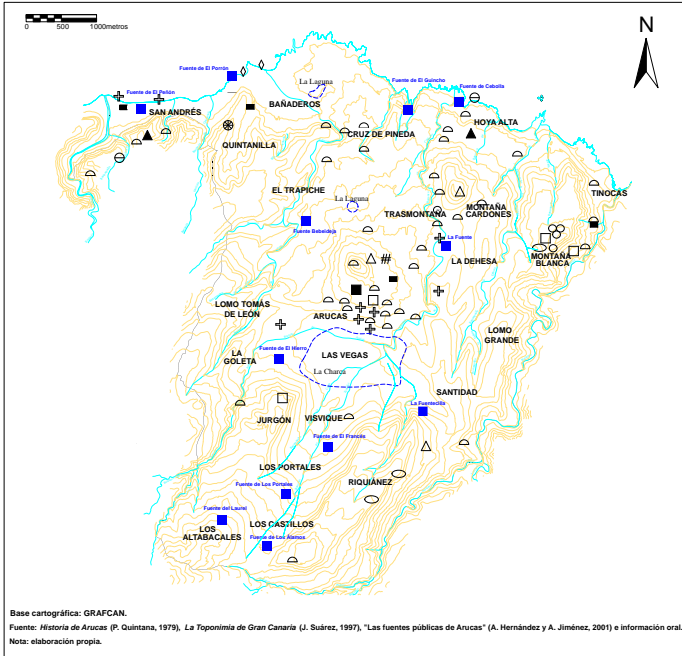 N
0 500 1000metros
Fuente de El Porrón
La Laguna
Fuente de El Peñón
BAÑADEROS
Fuente de El Guincho
Fuente de Cebolla
SAN ANDRÉS
HOYA ALTA
CRUZ DE PINEDA
QUINTANILLA
EL TRAPICHE
TINOCAS
La Laguna
TRASMONTAÑA
MONTAÑA
CARDONES
Fuente Bebeideja
La Fuente
LA DEHESA
MONTAÑA
BLANCA
LOMO TOMÁS
DE LEÓN
ARUCAS
LOMO
GRANDE
Fuente de El Hierro
LA
GOLETA
LAS VEGAS
La Charca
SANTIDAD
La Fuentecilla
JURGÓN
VISVIQUE
Fuente de El Francés
LOS PORTALES
RIQUIÁNEZ
Fuente de Los Portales
Fuente del Laurel
LOS
ALTABACALES
LOS CASTILLOS
Fuente de Los Álamos
Base cartográfica: GRAFCAN.
Fuente: Historia de Arucas (P. Quintana, 1979), La Toponimia de Gran Canaria (J. Suárez, 1997), "Las fuentes públicas de Arucas" (A. Hernández y A. Jiménez, 2001) e información oral.
Nota: elaboración propia.